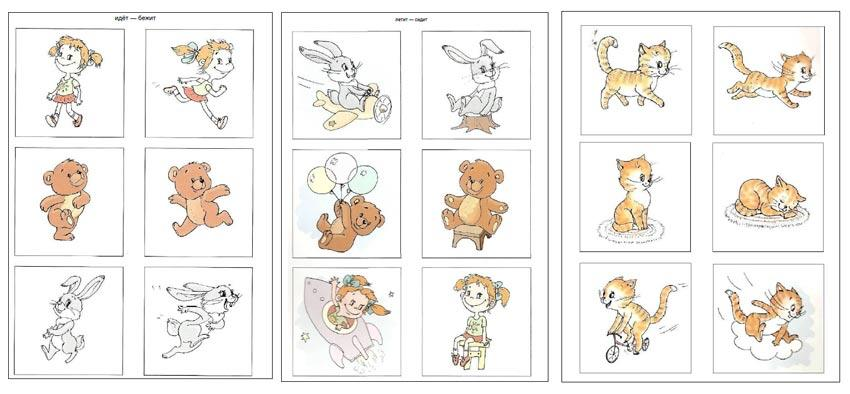 идёт — бежит
летит — сидит